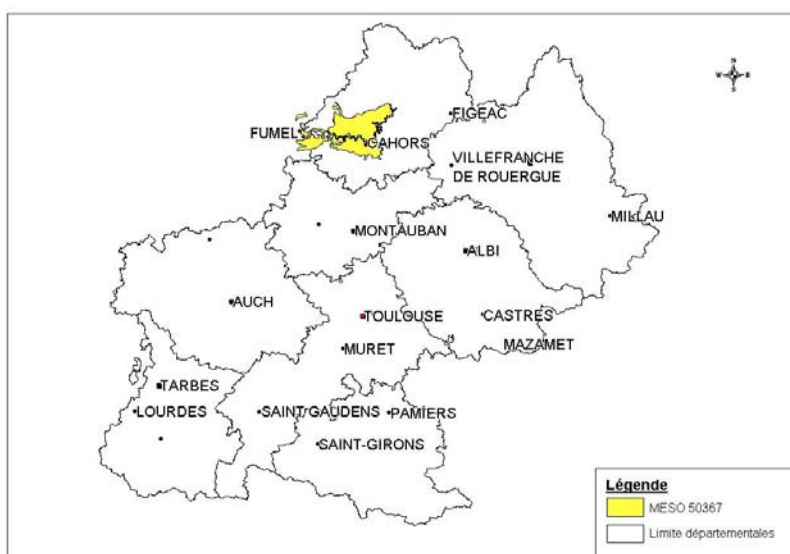 N
W E
S
FIGEAC
FUMEL
CAHORS
VILLEFRANCHE
DE ROUERGUE
MILLAU
MONTAUBAN
ALBI
AUCH
TOULOUSE
CASTRES
MURET
MAZAMET
TARBES
LOURDES
SAINT-GAUDENS
PAMIERS
SAINT-GIRONS
Légende
MESO 50367
Limite départementales